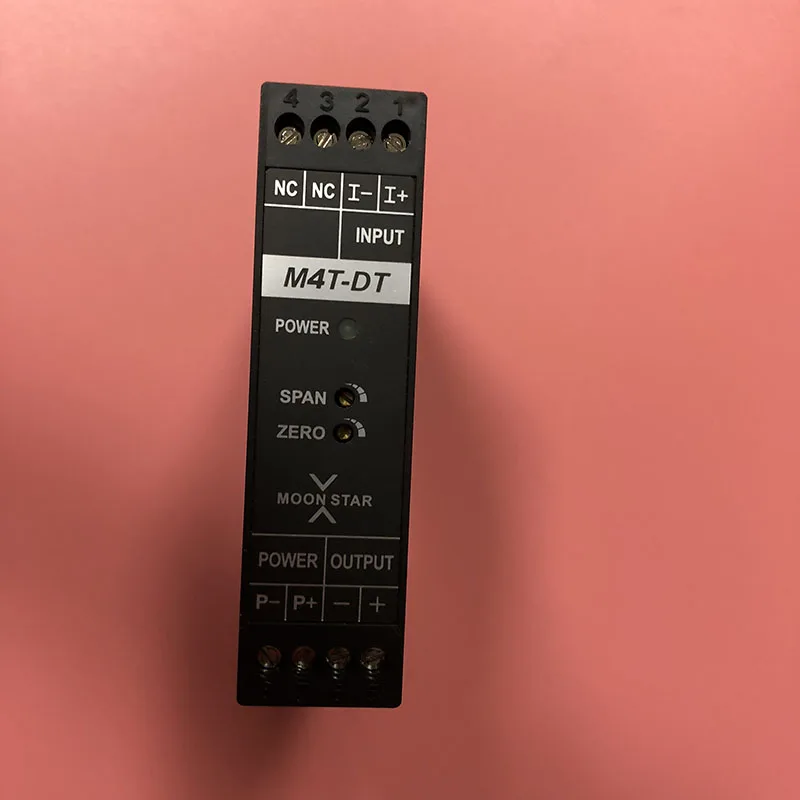 4 3 2 1
NC NC I- I+
INPUT
M4T-DT
POWER
SPAN
ZERO
MOON STAR
POWER OUTPUT
P- P+ - +